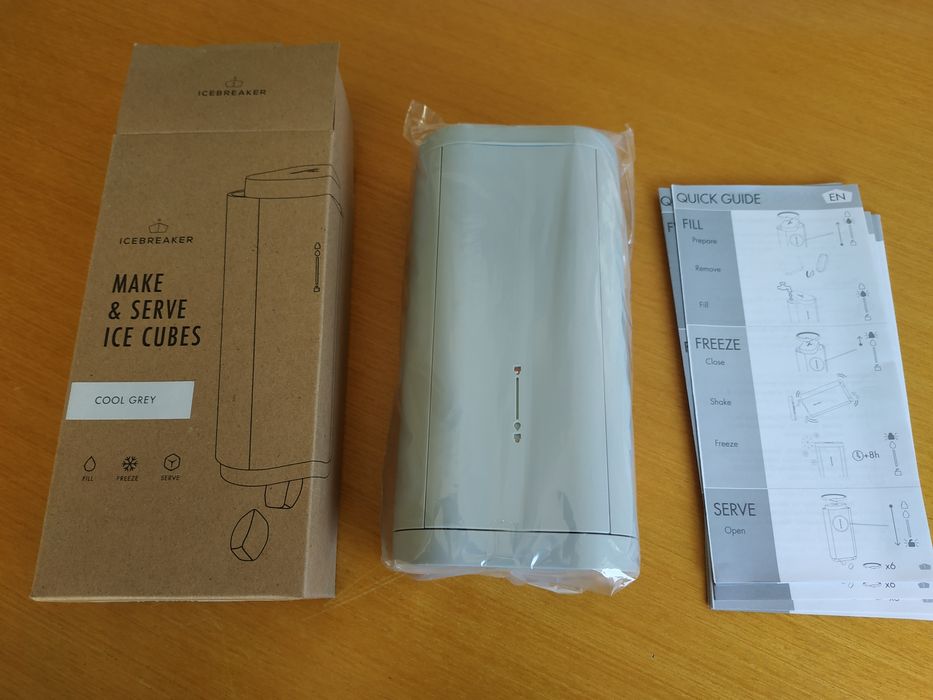 ICEBREAKER
ICEBREAKER
MAKE
& SERVE
ICE CUBES
COOL GREY
FILL
FREEZE
SERVE
QUICK GUIDE
EN
FILL
Prepare
Remove
Fill
FREEZE
Close
Shake
Freeze
+8h
SERVE
Open
x6
x6